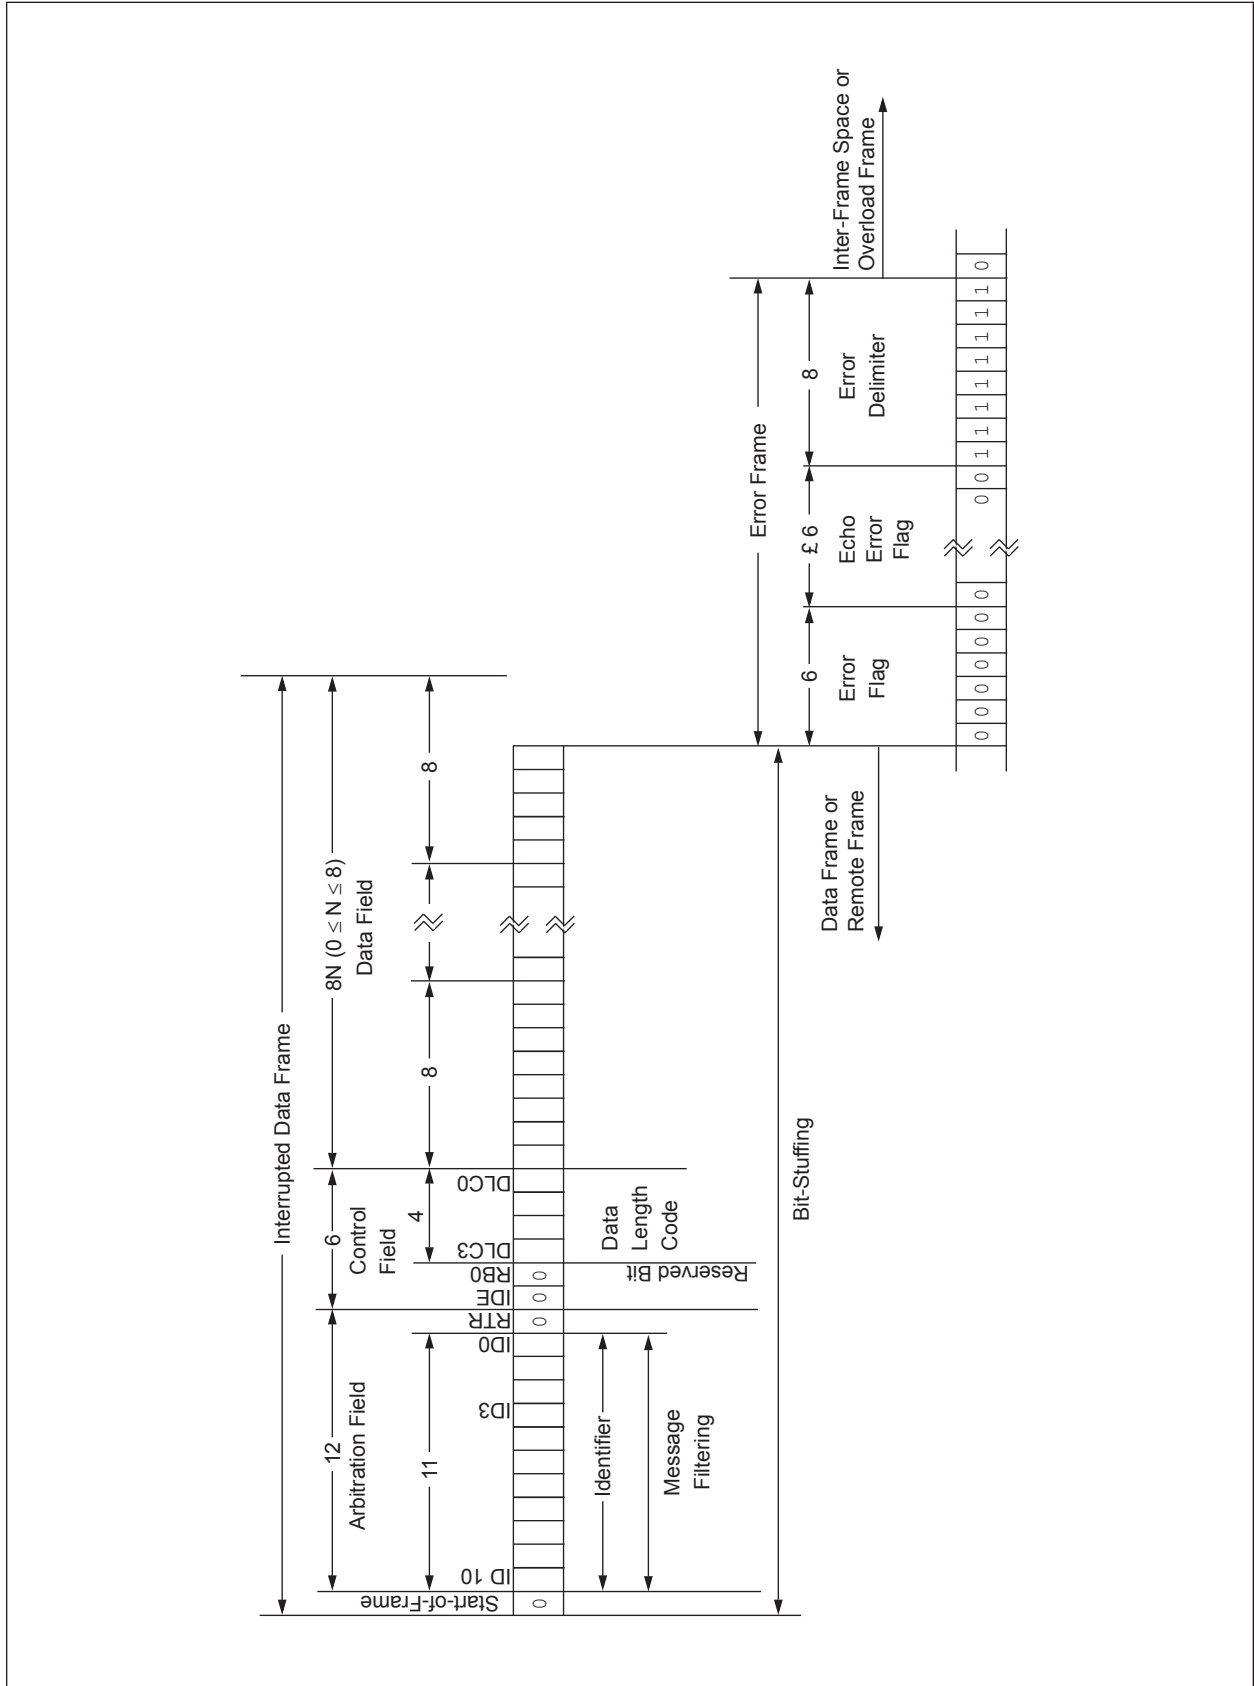 Interrupted Data Frame
12
Arbitration Field
6
Control
Field
8N (0 ≤ N ≤ 8)
Data Field
11
4
8
8
Start-of-Frame
ID 10
ID3
ID0
RTR
IDE
RB0
DLC3
DLC0
0
0
0
0
Identifier
Message
Filtering
Reserved Bit
Data
Length
Code
Bit-Stuffing
Data Frame or
Remote Frame
Error Frame
6
Error
Flag
£ 6
Echo
Error
Flag
8
Error
Delimiter
Inter-Frame Space or
Overload Frame
0 0 0 0 0 0 0 0 0 1 1 1 1 1 1 1 1 0